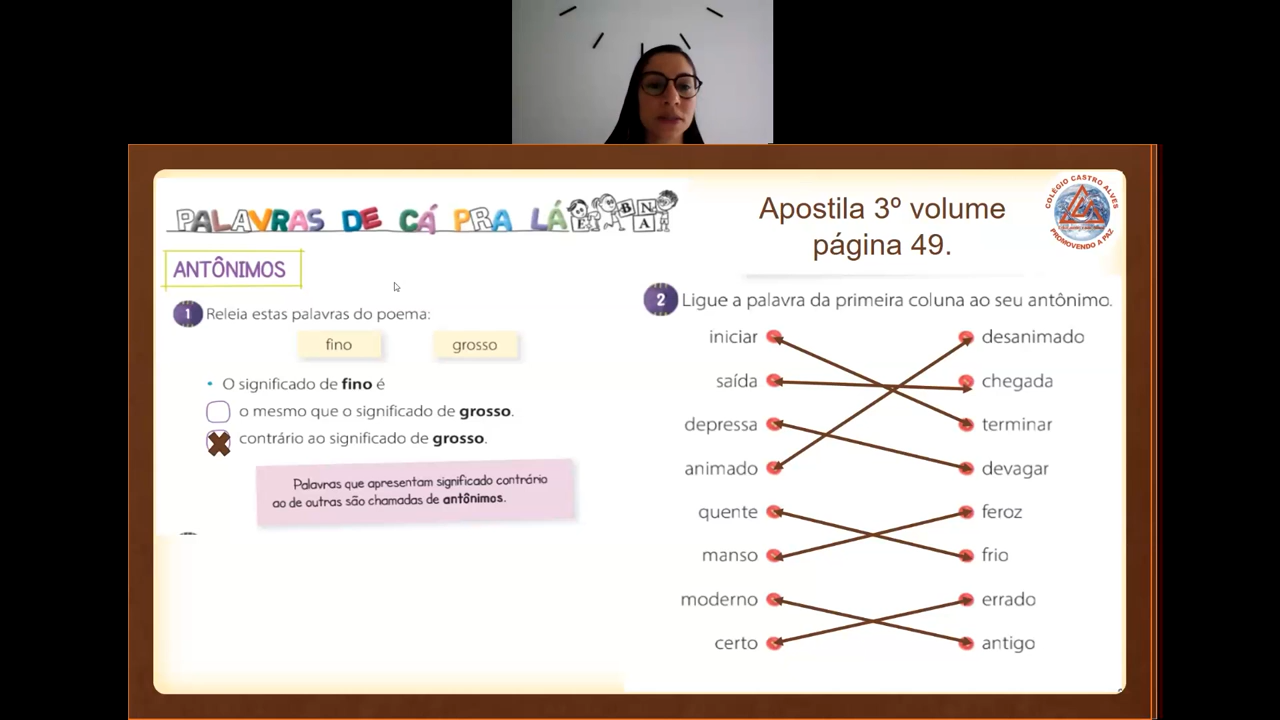 PALAVRAS DE CÁ PRA LÁ
E B N A
Apostila 3º volume
página 49.
COLÉGIO CASTRO ALVES
PROMOVENDO A PAZ
ANTÔNIMOS
1 Releia estas palavras do poema:
fino grosso
• O significado de fino é
o mesmo que o significado de grosso.
contrário ao significado de grosso.
Palavras que apresentam significado contrário
ao de outras são chamadas de antônimos.
2 Ligue a palavra da primeira coluna ao seu antônimo.
iniciar desanimado
saída chegada
depressa terminar
animado devagar
quente feroz
manso frio
moderno errado
certo antigo